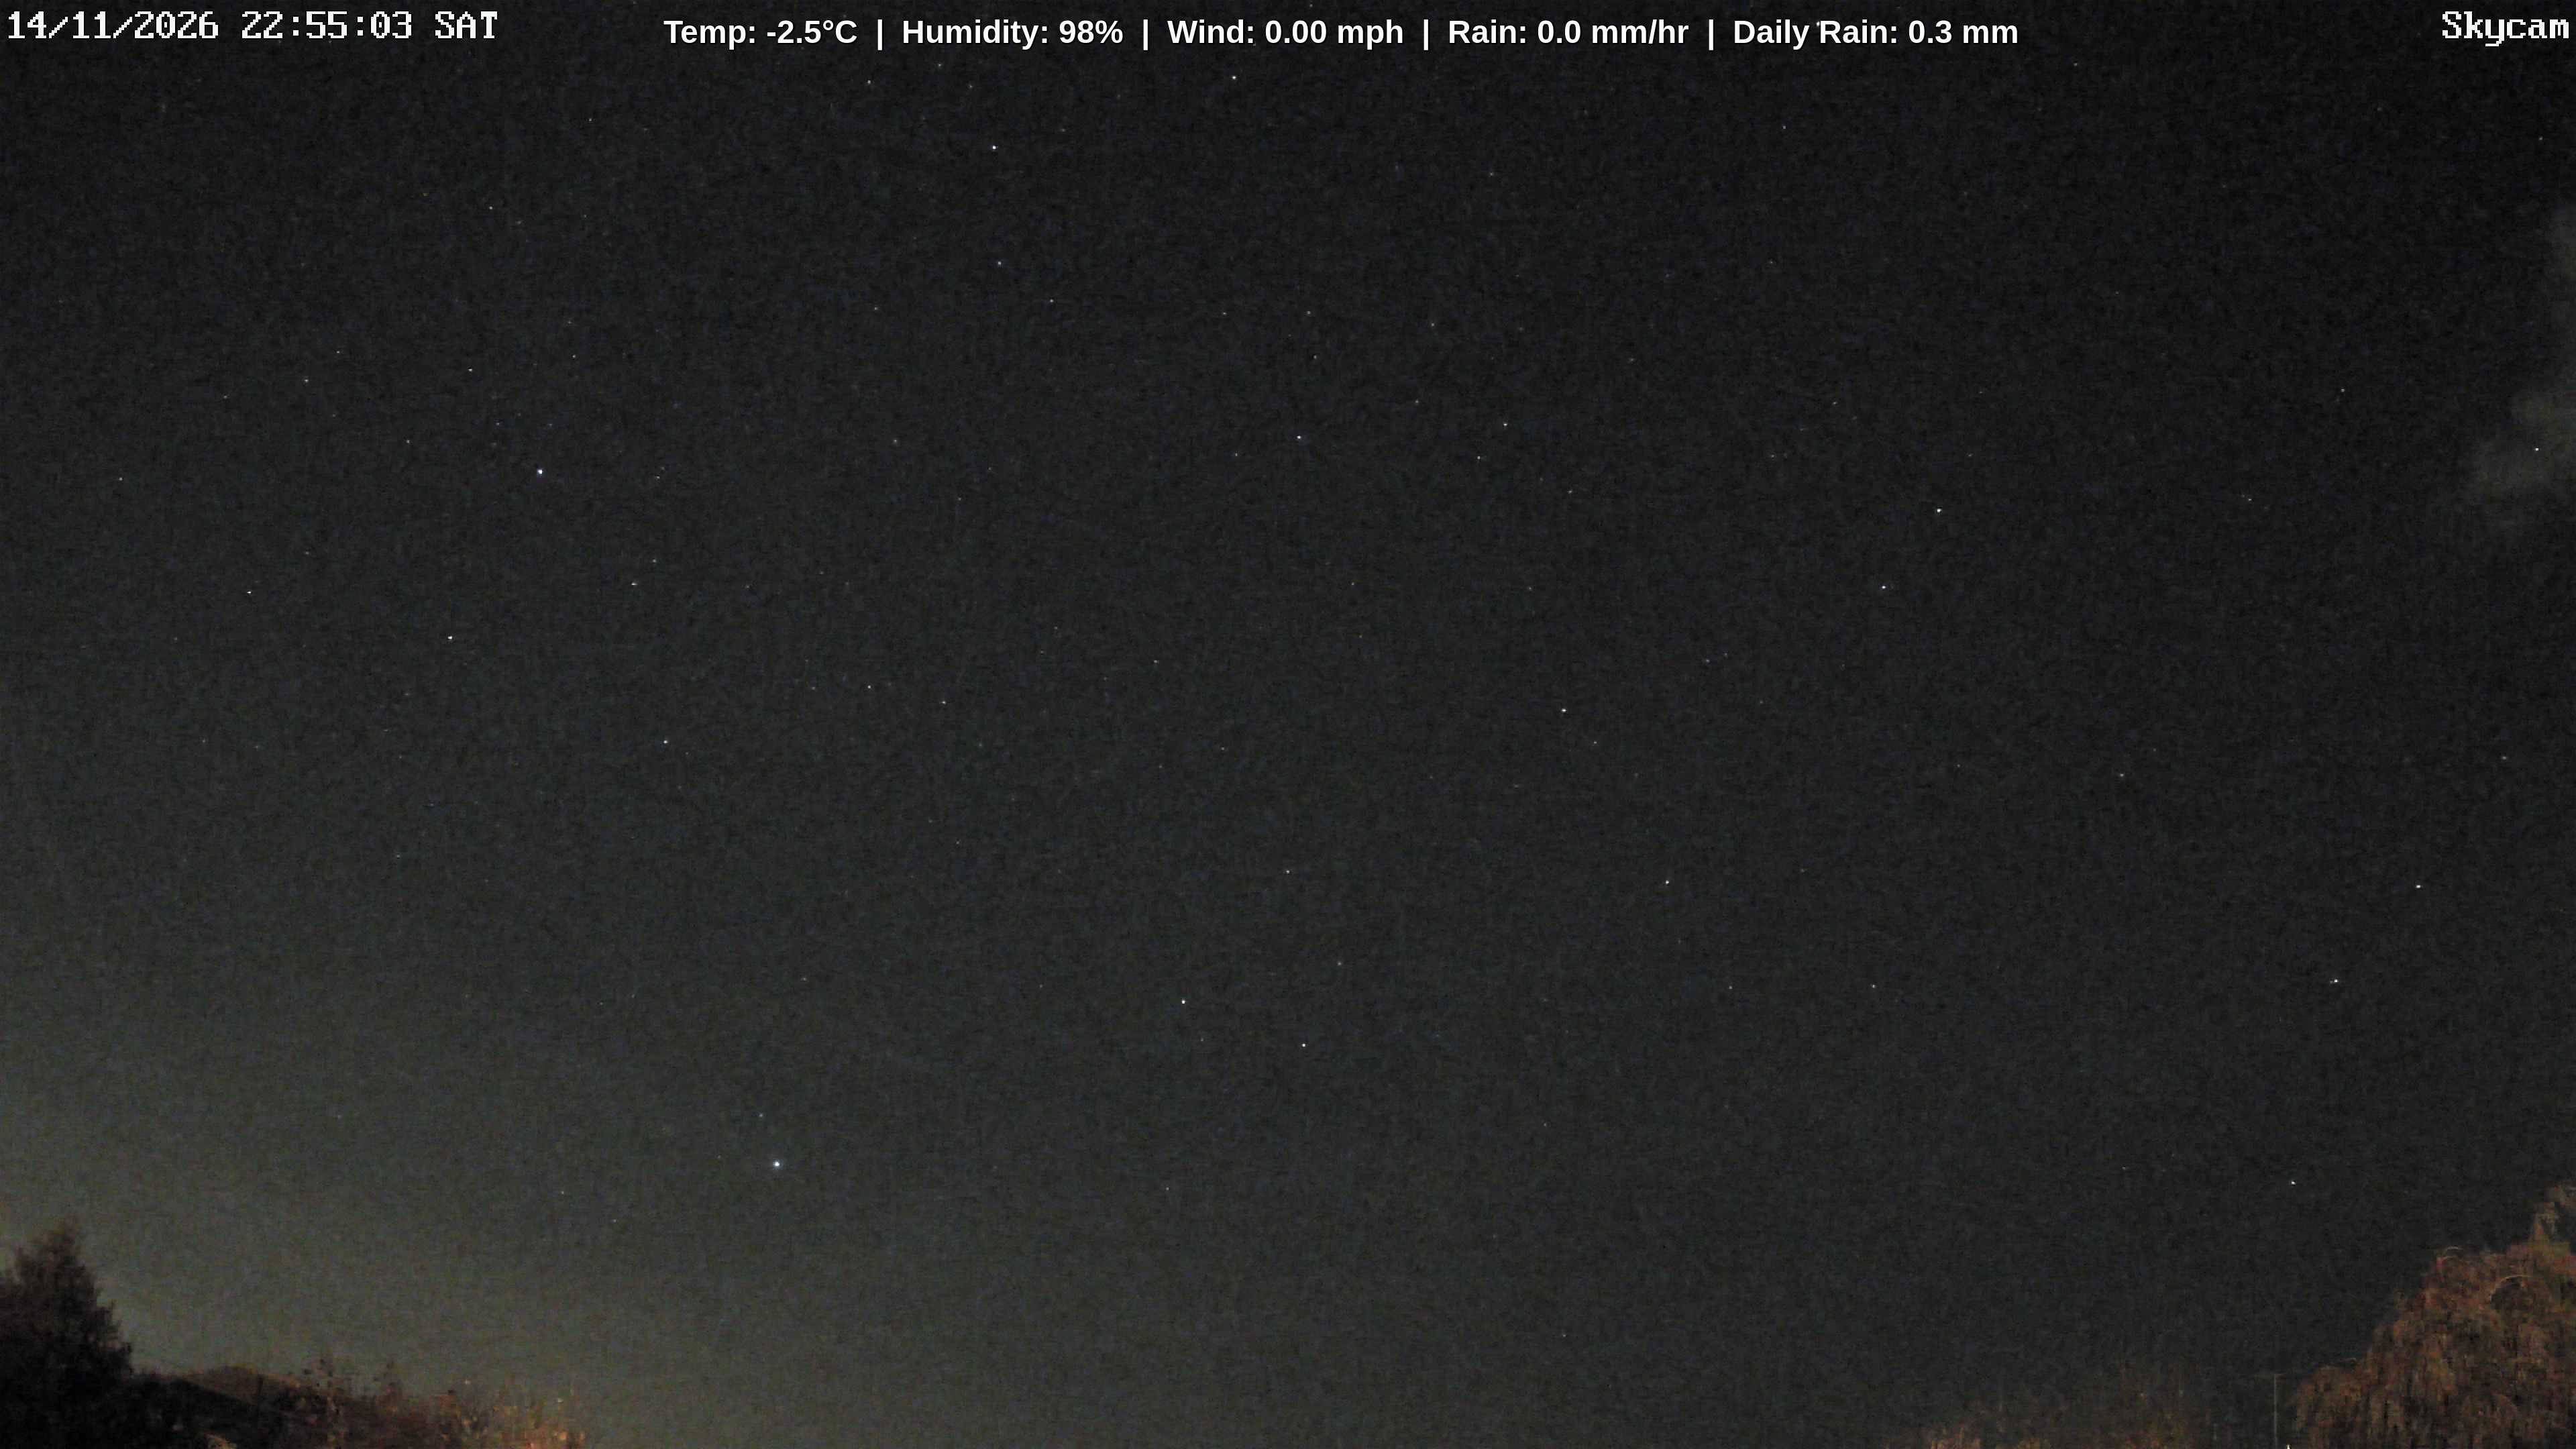 14/11/2026 22:55:03 SAT
Temp: -2.5°C | Humidity: 98% | Wind: 0.00 mph | Rain: 0.0 mm/hr | Daily Rain: 0.3 mm
Skycam